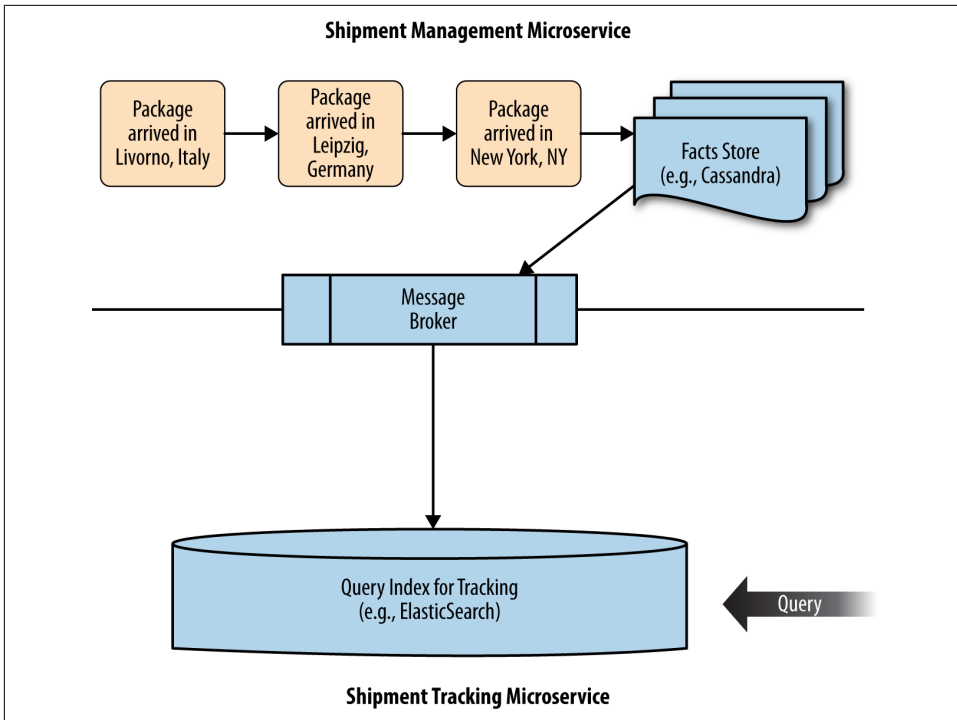 Shipment Management Microservice
Package
arrived in
Livorno, Italy
Package
arrived in
Leipzig,
Germany
Package
arrived in
New York, NY
Facts Store
(e.g., Cassandra)
Message
Broker
Query Index for Tracking
(e.g., ElasticSearch)
Query
Shipment Tracking Microservice